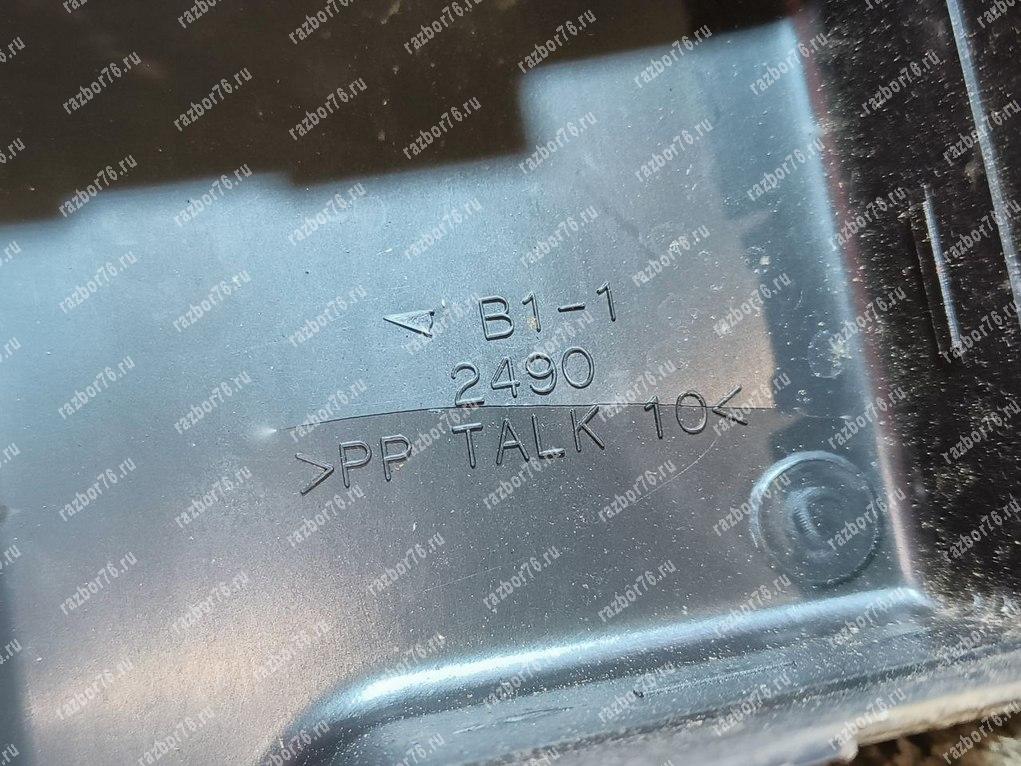 B1-1
2490
>PP TALK 10<
razbor76.ru